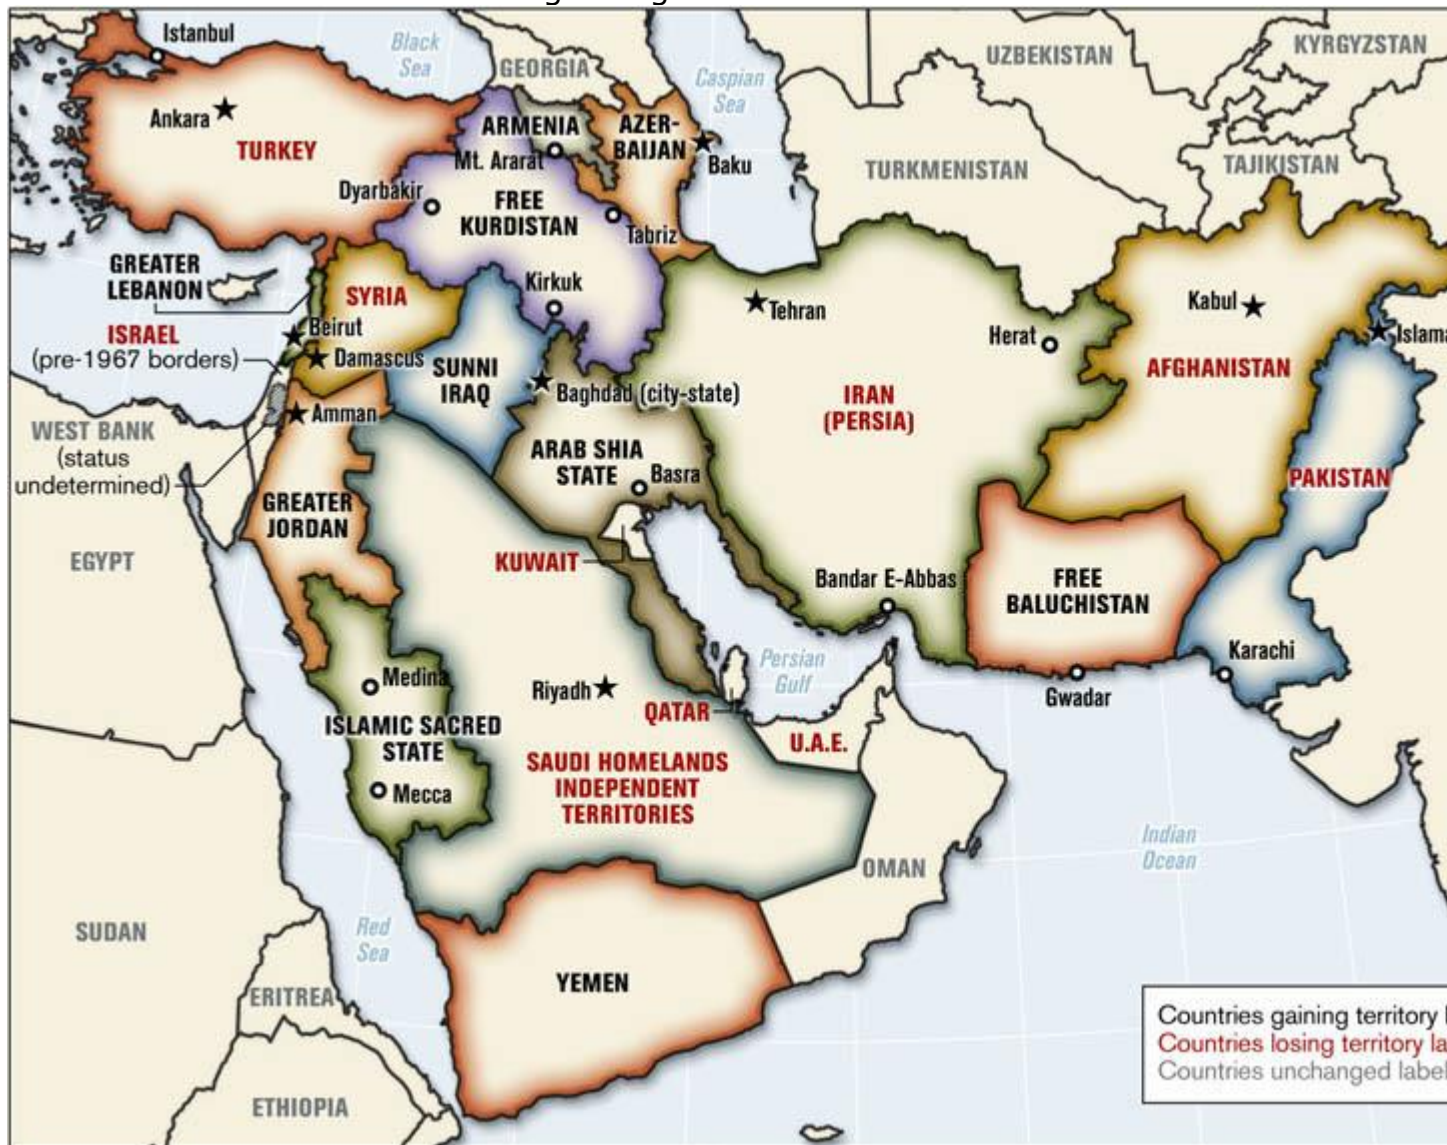 Istanbul
Black
Sea
GEORGIA
Caspian
Sea
UZBEKISTAN
KYRGYZSTAN
Ankara
TURKEY
ARMENIA
Mt. Ararat
AZER-
BAIJAN
Baku
TURKMENISTAN
TAJIKISTAN
Dyarbakir
FREE
KURDISTAN
Tabriz
GREATER
LEBANON
SYRIA
Kirkuk
Tehran
Herat
Kabul
Islama
ISRAEL
(pre-1967 borders)
Beirut
Damascus
SUNNI
IRAQ
Baghdad (city-state)
IRAN
(PERSIA)
AFGHANISTAN
WEST BANK
(status
undetermined)
Amman
ARAB SHIA
STATE
Basra
PAKISTAN
GREATER
JORDAN
EGYPT
KUWAIT
Bandar E-Abbas
FREE
BALUCHISTAN
Karachi
Gwadar
Medina
Riyadh
Persian
Gulf
QATAR
U.A.E.
ISLAMIC SACRED
STATE
Mecca
SAUDI HOMELANDS
INDEPENDENT
TERRITORIES
Indian
Ocean
OMAN
SUDAN
Red
Sea
YEMEN
ERITREA
ETHIOPIA
Countries gaining territory
Countries losing territory la
Countries unchanged label